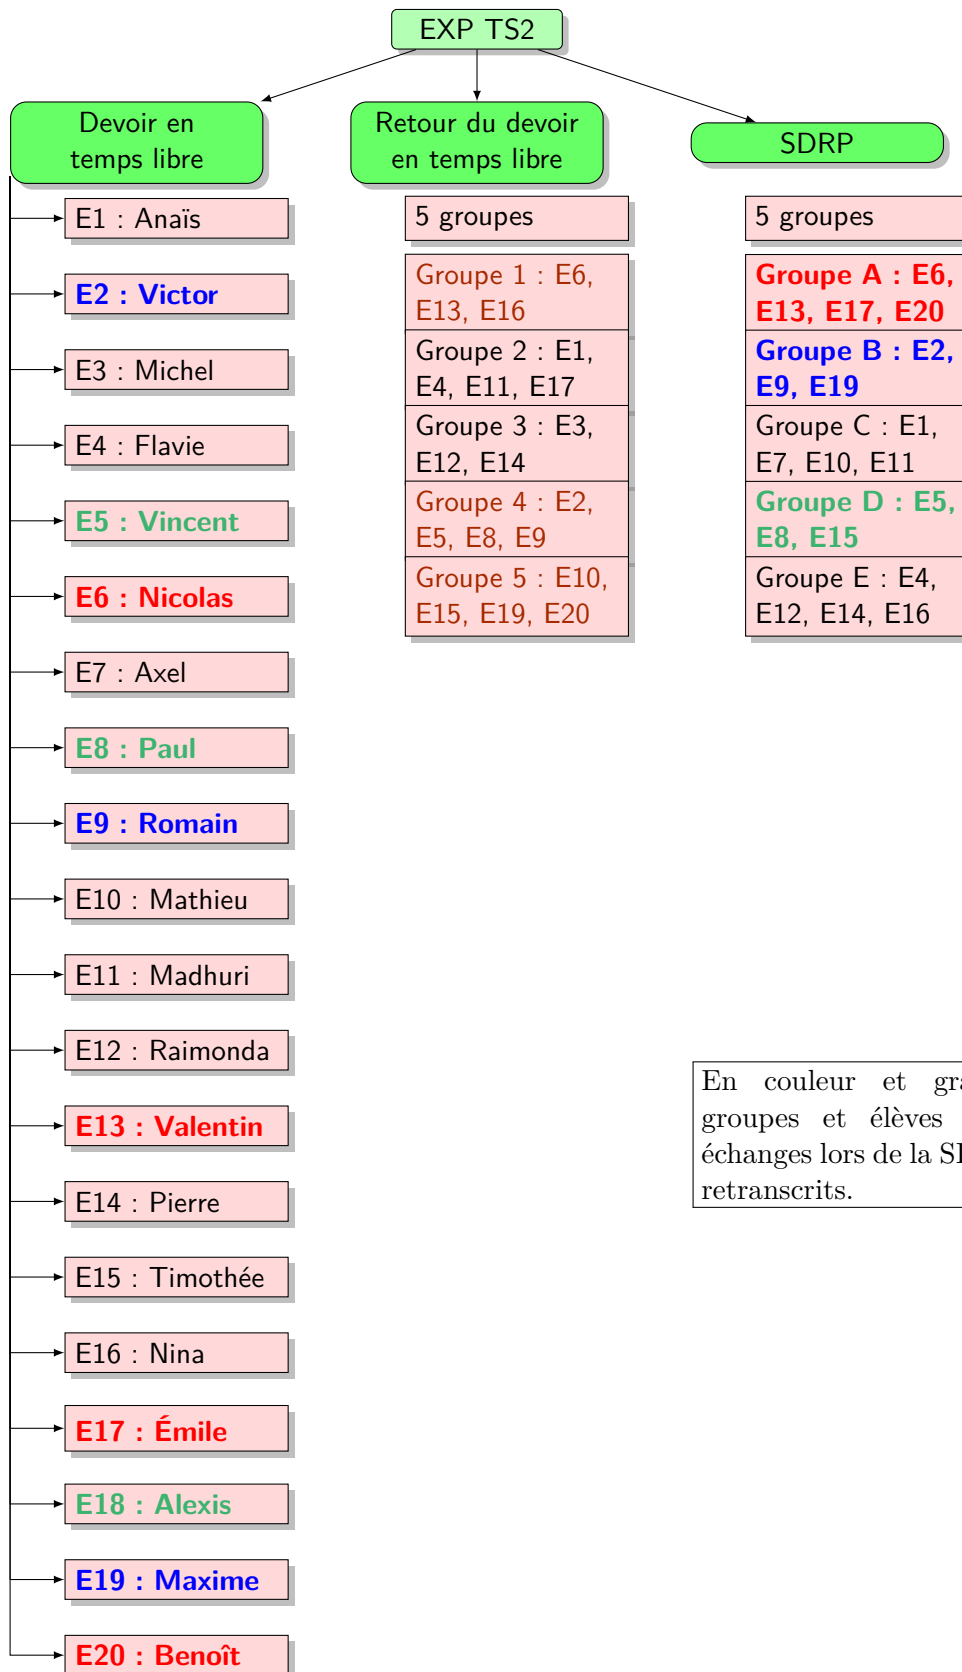 EXP TS2
Devoir en
temps libre
Retour du devoir
en temps libre
SDRP
E1 : Anaïs
E2 : Victor
E3 : Michel
E4 : Flavie
E5 : Vincent
E6 : Nicolas
E7 : Axel
E8 : Paul
E9 : Romain
E10 : Mathieu
E11 : Madhuri
E12 : Raimonda
E13 : Valentin
E14 : Pierre
E15 : Timothée
E16 : Nina
E17 : Émile
E18 : Alexis
E19 : Maxime
E20 : Benoît
5 groupes
Groupe 1 : E6,
E13, E16
Groupe 2 : E1,
E4, E11, E17
Groupe 3 : E3,
E12, E14
Groupe 4 : E2,
E5, E8, E9
Groupe 5 : E10,
E15, E19, E20
5 groupes
Groupe A : E6,
E13, E17, E20
Groupe B : E2,
E9, E19
Groupe C : E1,
E7, E10, E11
Groupe D : E5,
E8, E15
Groupe E : E4,
E12, E14, E16
En couleur et
groupes et élèves
échanges lors de la
retranscrits.